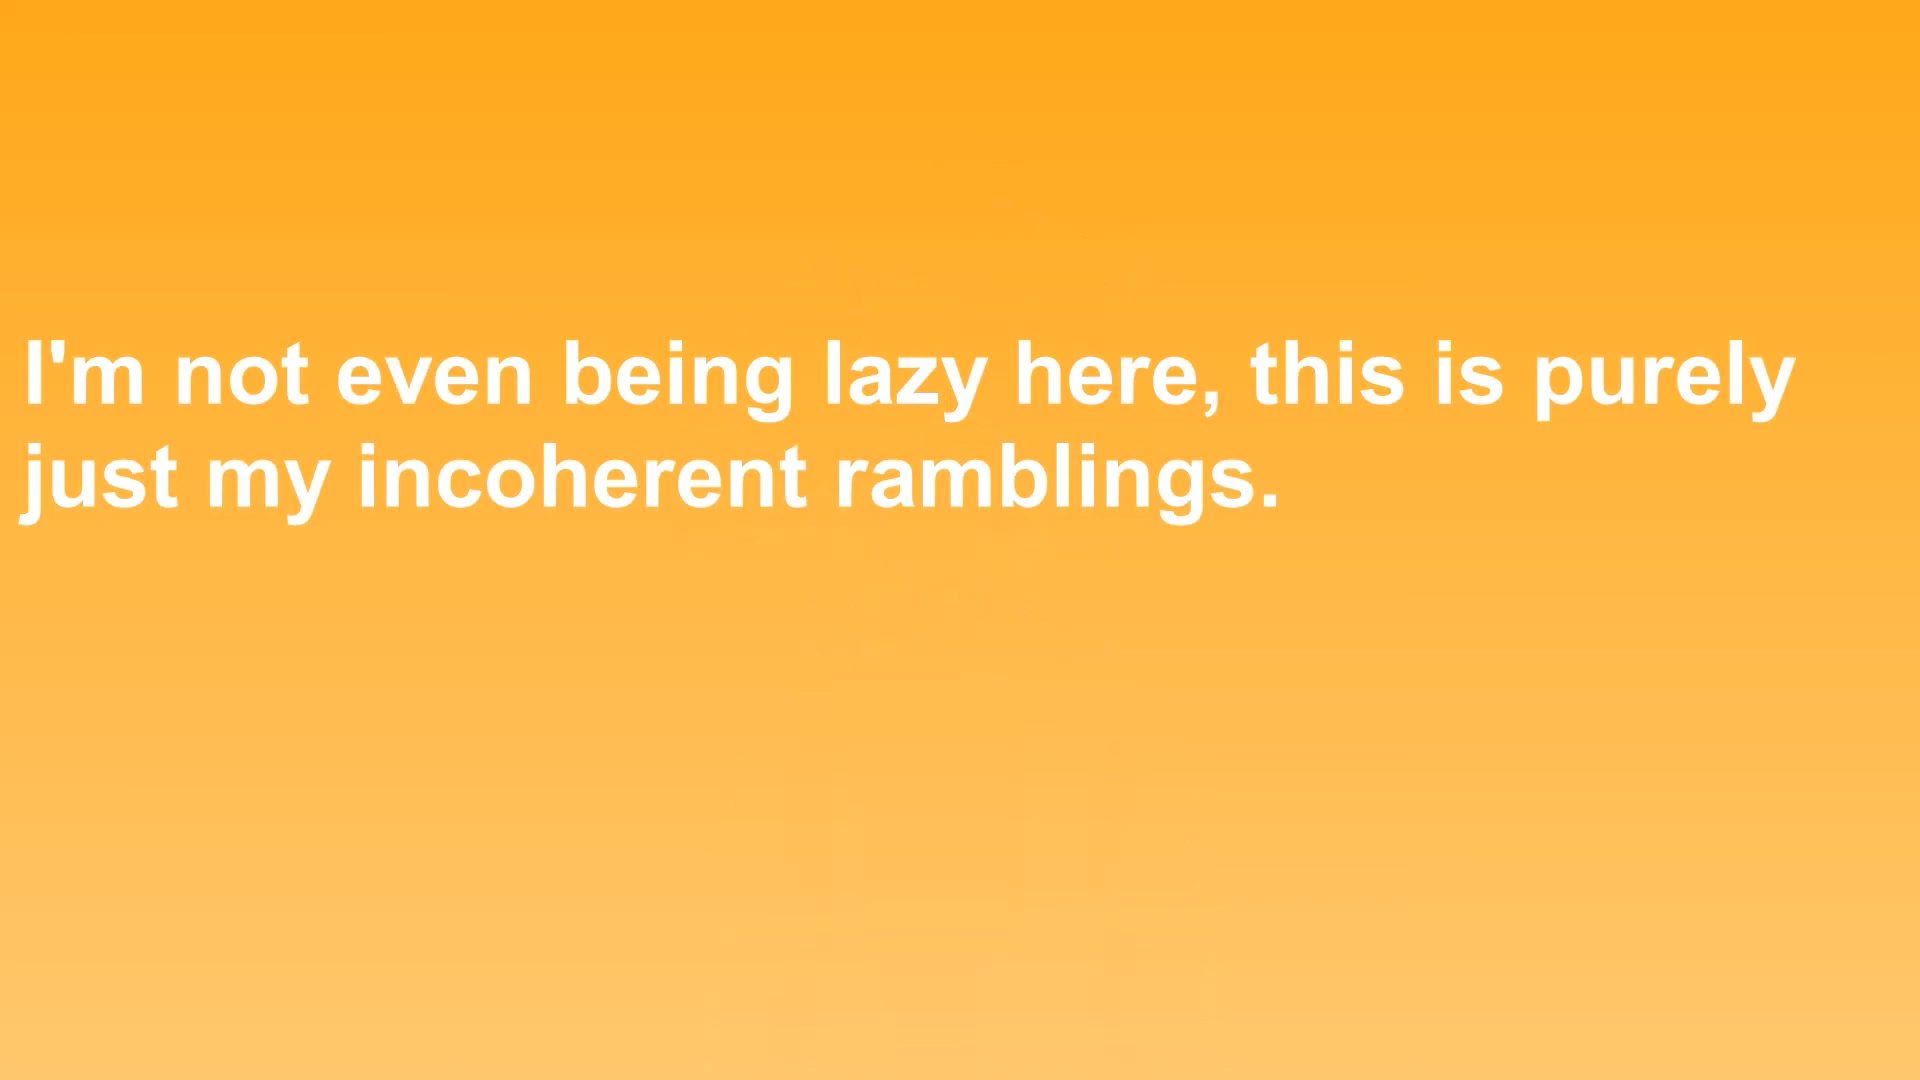 I'm not even being lazy here, this is purely
just my incoherent ramblings.